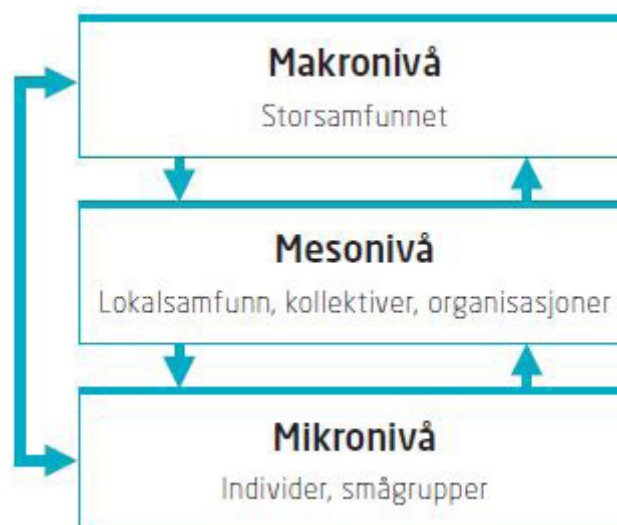 Makronivå
Storsamfunnet
Mesonivå
Lokalsamfunn, kollektiver, organisasjoner
Mikronivå
Individer, smågrupper